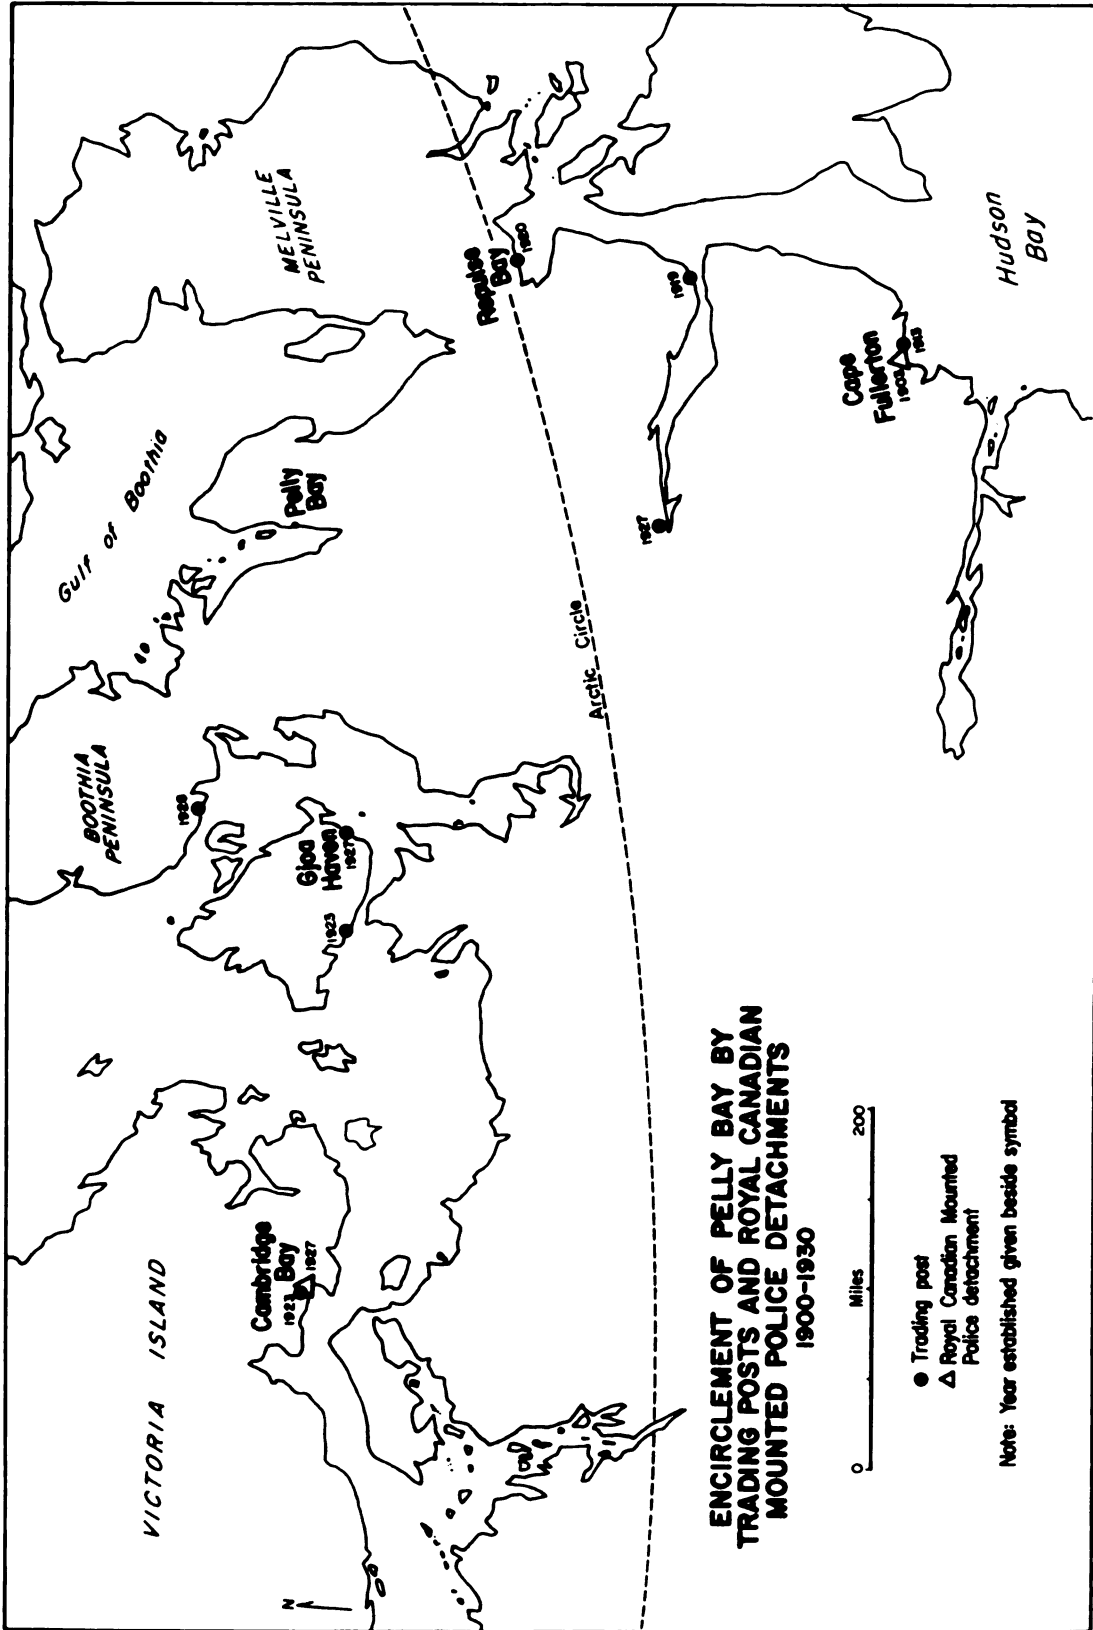 VICTORIA ISLAND
Cambridge
Bay
1923
1927
BOOTHIA
PENINSULA
1928
Gjoa
Haven
1927
1923
Gulf of Boothia
Pelly
Bay
MELVILLE
PENINSULA
Repulse
Bay
1920
Arctic Circle
1919
1927
Cape
Fullerton
1903
1913
Hudson
Bay
N
ENCIRCLEMENT OF PELLY BAY BY
TRADING POSTS AND ROYAL CANADIAN
MOUNTED POLICE DETACHMENTS
1900-1930
0 Miles 200
Trading post
Royal Canadian Mounted
Police detachment
Note: Year established given beside symbol